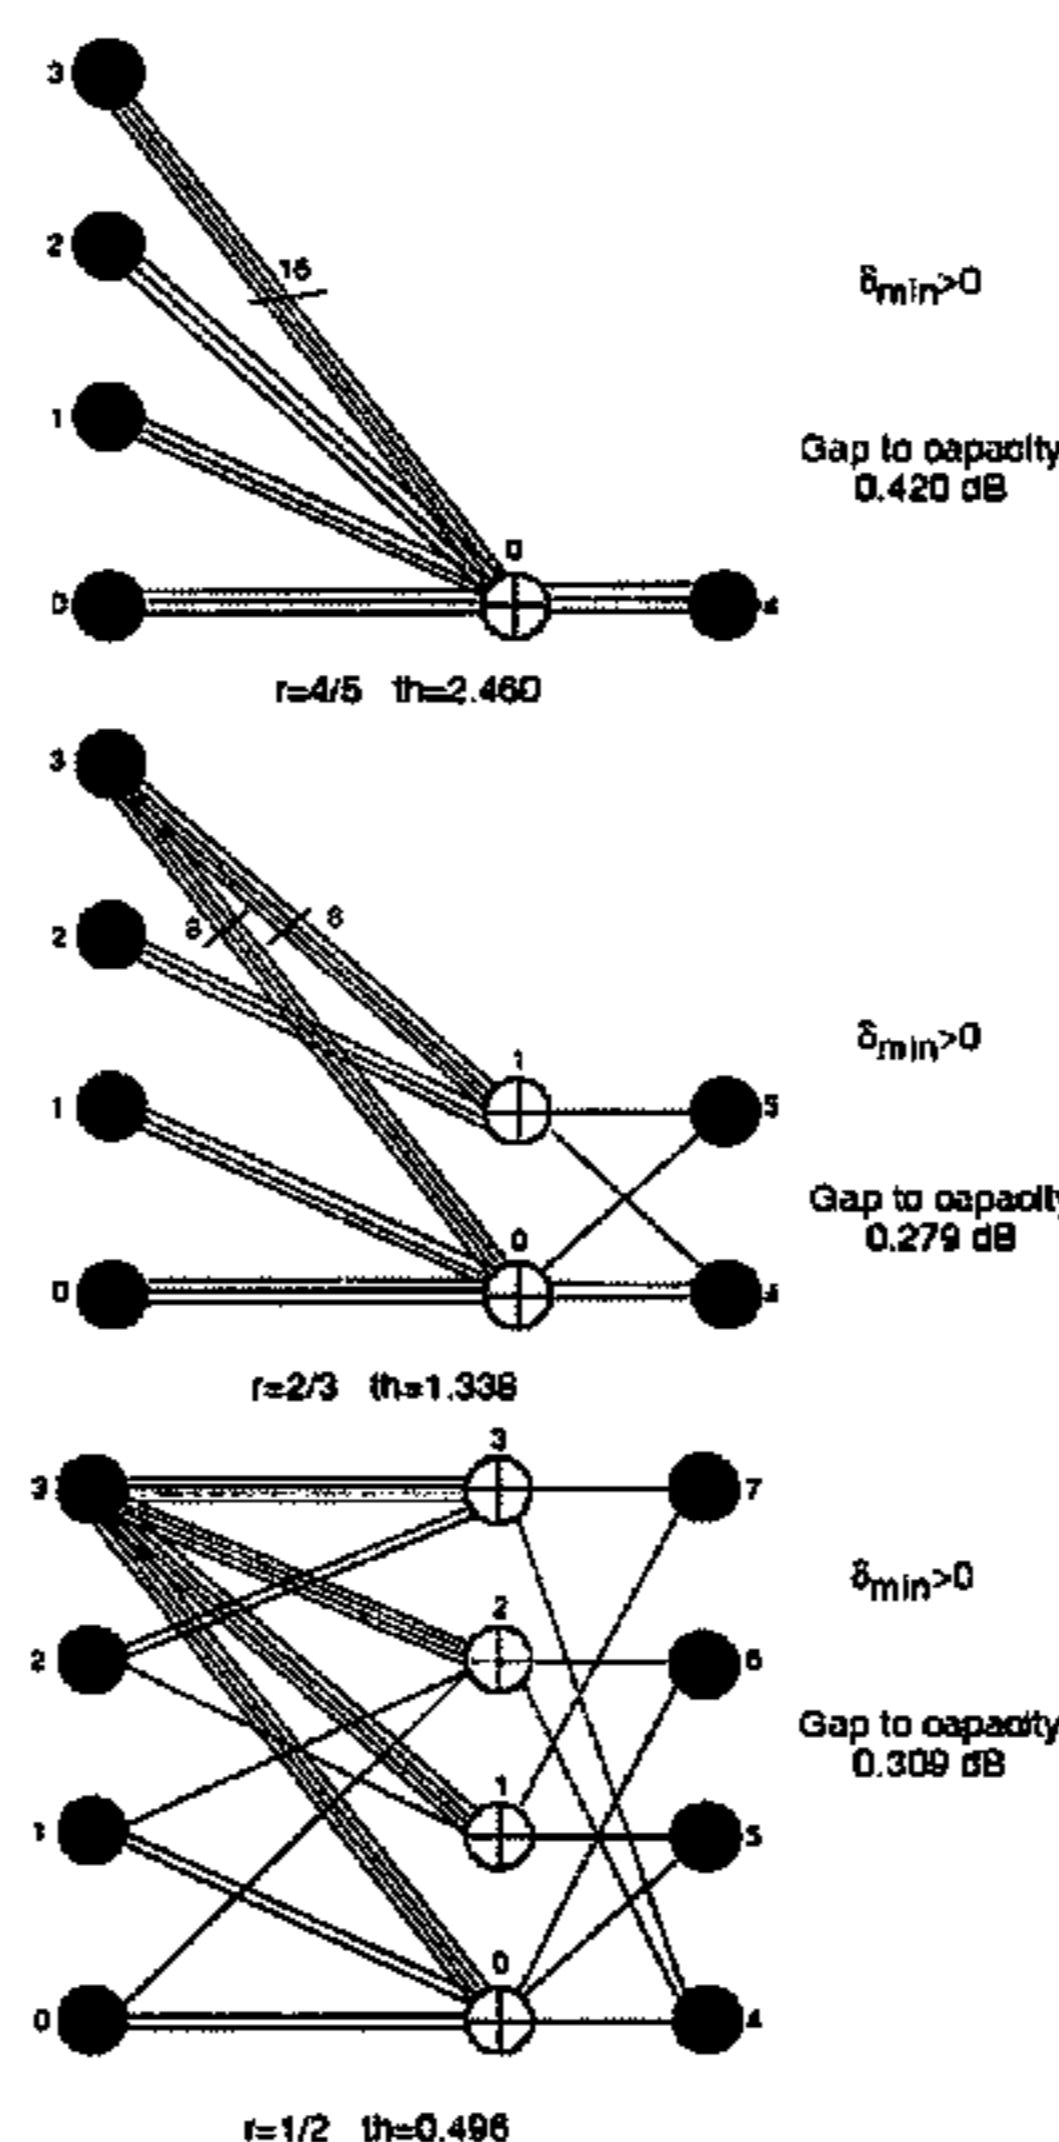 3
2
16
δmin>0
1
Gap to capacity
0.420 dB
0
0
4
r=4/5 th=2.460
3
2
8
8
1
δmin>0
1
5
Gap to capacity
0.279 dB
0
0
4
r=2/3 th=1.338
3
3
7
2
δmin>0
2
6
Gap to capacity
0.309 dB
1
1
5
0
0
4
r=1/2 th=0.496